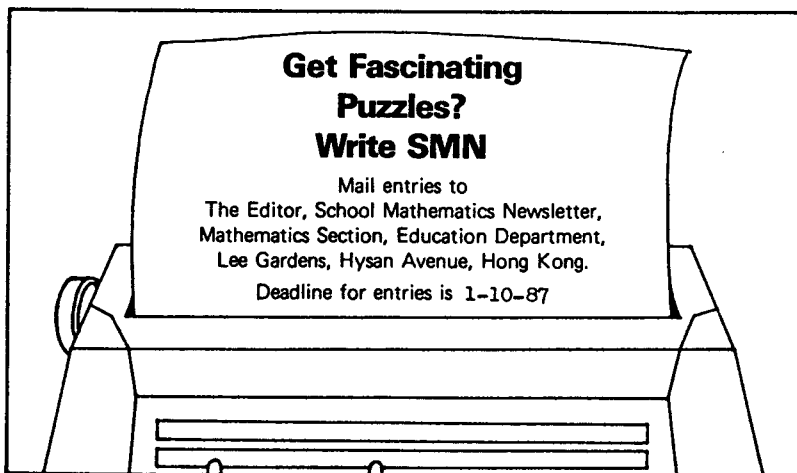 Get Fascinating
Puzzles?
Write SMN
Mail entries to
The Editor, School Mathematics Newsletter,
Mathematics Section, Education Department,
Lee Gardens, Hysan Avenue, Hong Kong.
Deadline for entries is 1-10-87